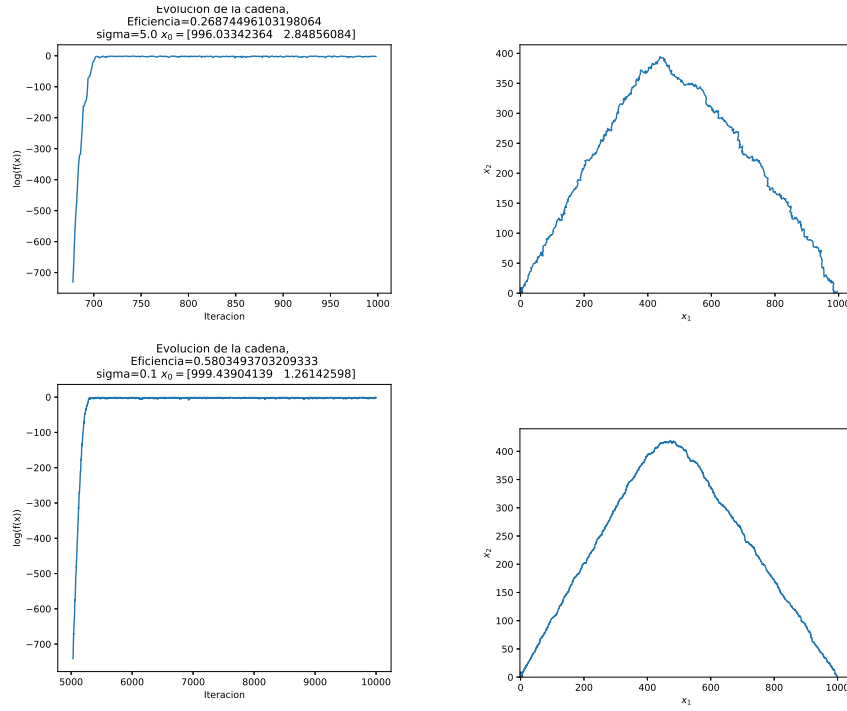 Evolucion de la cadena,
Eficiencia=0.26874496103198064
sigma=5.0 x₀ = [996.03342364 2.84856084]
0
−100
−200
−300
−400
−500
−600
−700
log(f(x))
700 750 800 850 900 950 1000
Iteracion
400
350
300
250
200
150
100
50
0
x₂
0 200 400 600 800 1000
x₁
Evolucion de la cadena,
Eficiencia=0.5803493703209333
sigma=0.1 x₀ = [999.43904139 1.26142598]
0
−100
−200
−300
−400
−500
−600
−700
log(f(x))
5000 6000 7000 8000 9000 10000
Iteracion
400
350
300
250
200
150
100
50
0
x₂
0 200 400 600 800 1000
x₁